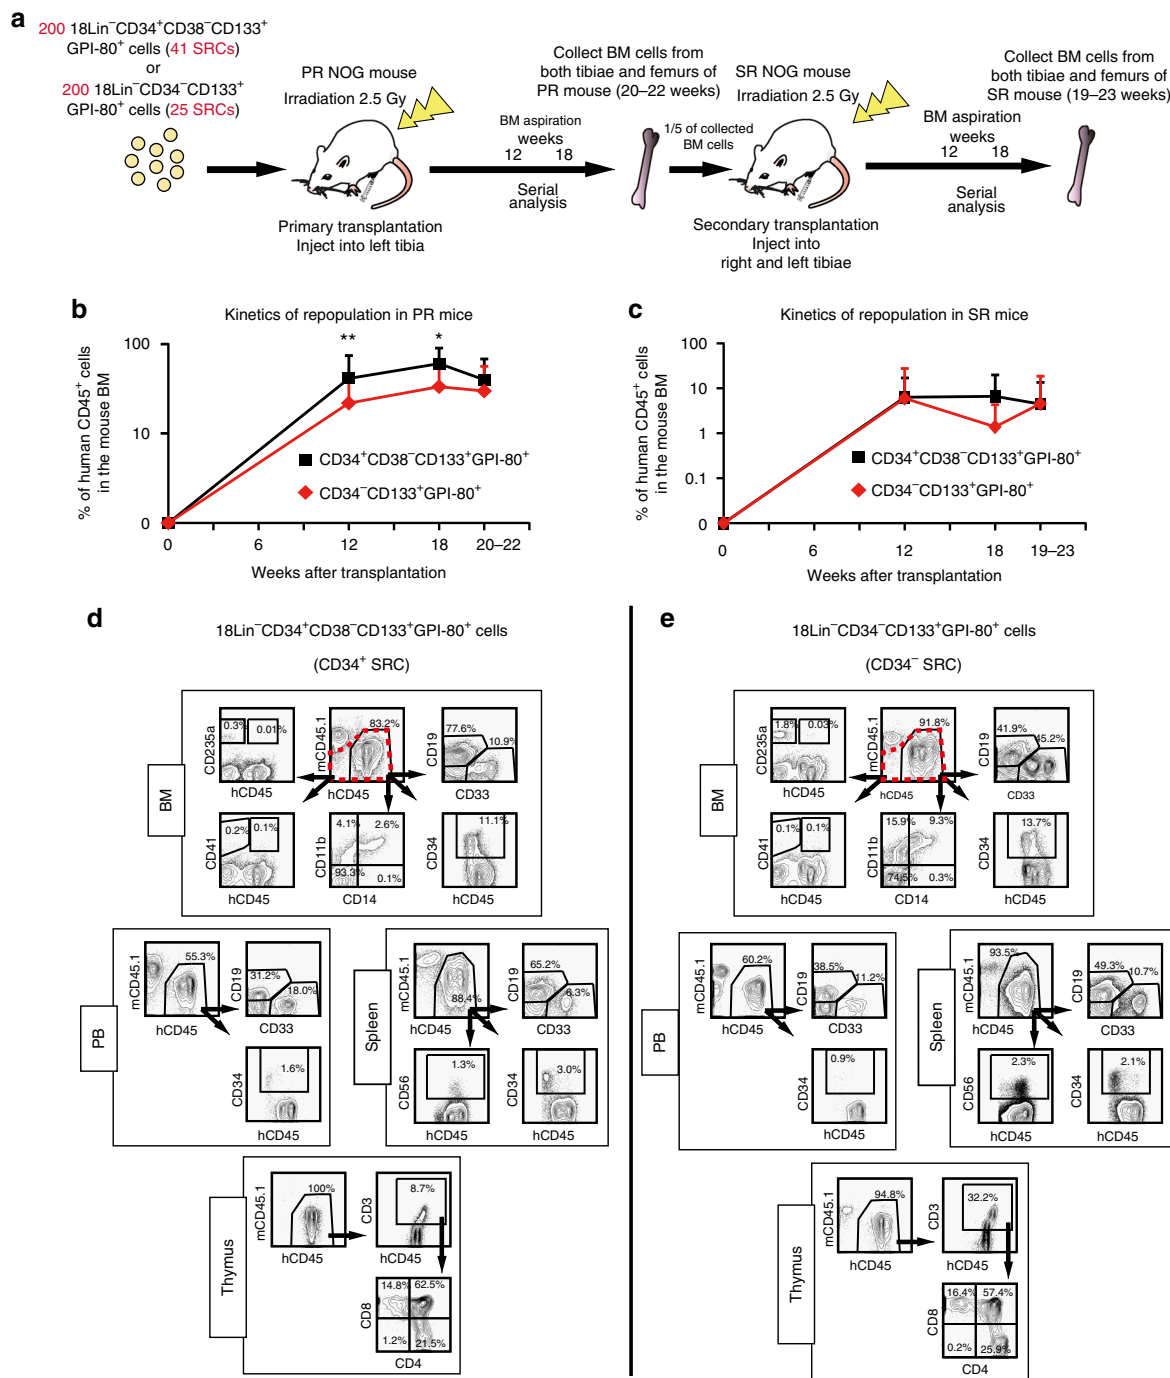 a
200 18Lin⁻CD34⁺CD38⁻CD133⁺
GPI-80⁺ cells (41 SRCs)
or
200 18Lin⁻CD34⁻CD133⁺
GPI-80⁺ cells (25 SRCs)
PR NOG mouse
Irradiation 2.5 Gy
Primary transplantation
Inject into left tibia
BM aspiration
weeks
12 18
Serial
analysis
Collect BM cells from
both tibiae and femurs of
PR mouse (20–22 weeks)
1/5 of collected
BM cells
SR NOG mouse
Irradiation 2.5 Gy
Secondary transplantation
Inject into
right and left tibiae
BM aspiration
weeks
12 18
Serial
analysis
Collect BM cells from
both tibiae and femurs of
SR mouse (19–23 weeks)
b
Kinetics of repopulation in PR mice
% of human CD45⁺ cells
in the mouse BM
100
10
0
**
*
CD34⁺CD38⁻CD133⁺GPI-80⁺
CD34⁻CD133⁺GPI-80⁺
0 6 12 18 20–22
Weeks after transplantation
c
Kinetics of repopulation in SR mice
% of human CD45⁺ cells
in the mouse BM
100
10
1
0.1
0
CD34⁺CD38⁻CD133⁺GPI-80⁺
CD34⁻CD133⁺GPI-80⁺
0 6 12 18 19–23
Weeks after transplantation
d
18Lin⁻CD34⁺CD38⁻CD133⁺GPI-80⁺ cells
(CD34⁺ SRC)
BM
CD235a
0.3% 0.01%
hCD45
mCD45.1
83.2%
hCD45
CD19
77.6%
10.9%
CD33
CD41
0.2% 0.1%
hCD45
CD11b
4.1% 2.6%
93.3% 0.1%
CD14
CD34
11.1%
hCD45
PB
mCD45.1
55.3%
hCD45
CD19
31.2%
18.0%
CD33
CD34
1.6%
hCD45
Spleen
mCD45.1
88.4%
hCD45
CD19
65.2%
6.3%
CD33
CD56
1.3%
hCD45
CD34
3.0%
hCD45
Thymus
mCD45.1
100%
hCD45
CD3
8.7%
hCD45
CD8
14.8% 62.5%
1.2% 21.5%
CD4
e
18Lin⁻CD34⁻CD133⁺GPI-80⁺ cells
(CD34⁻ SRC)
BM
CD235a
1.8% 0.03%
hCD45
mCD45.1
91.8%
hCD45
CD19
41.9%
45.2%
CD33
CD41
0.1% 0.1%
hCD45
CD11b
15.9% 9.3%
74.5% 0.3%
CD14
CD34
13.7%
hCD45
PB
mCD45.1
60.2%
hCD45
CD19
38.5%
11.2%
CD33
CD34
0.9%
hCD45
Spleen
mCD45.1
93.5%
hCD45
CD19
49.3%
10.7%
CD33
CD56
2.3%
hCD45
CD34
2.1%
hCD45
Thymus
mCD45.1
94.8%
hCD45
CD3
32.2%
hCD45
CD8
16.4% 57.4%
0.2% 25.9%
CD4